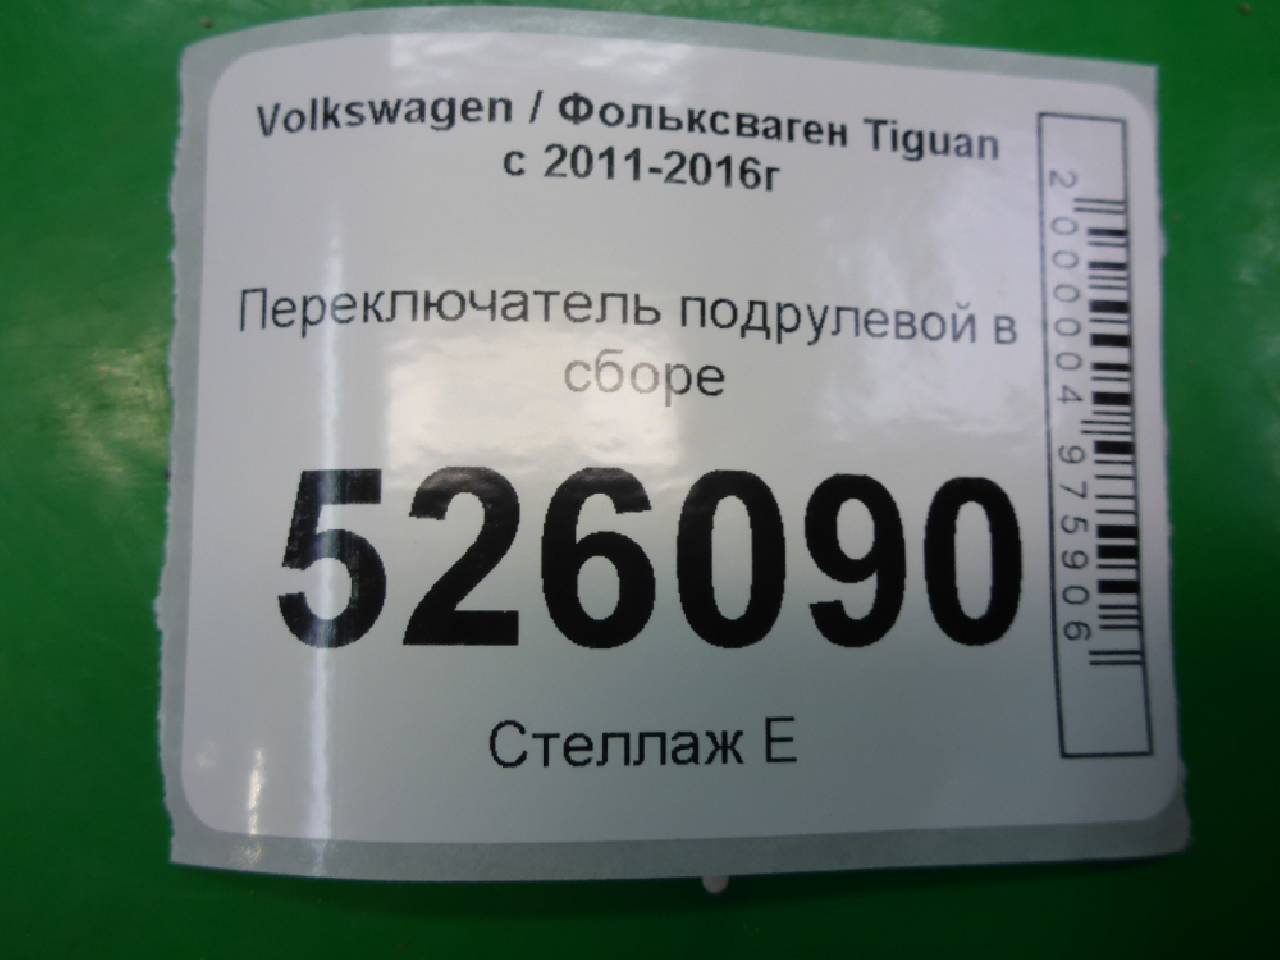 Volkswagen / Фольксваген Tiguan
с 2011-2016г
Переключатель подрулевой в
сборе
526090
Стеллаж Е
2000004975906